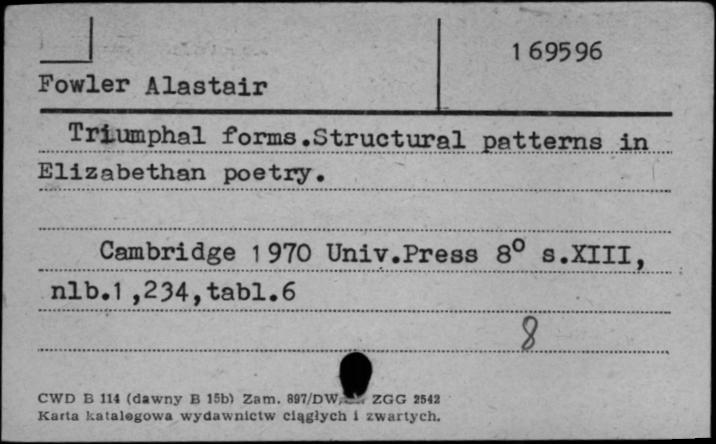 169596
Fowler Alastair
Triumphal forms.Structural patterns in
Elizabethan poetry.
Cambridge 1970 Univ.Press 8° s.XIII,
nlb.1,234,tabl.6
8
CWD B 114 (dawny B 15b) Zam. 897/DW ZGG 2542
Karta katalogowa wydawnictw ciągłych i zwartych.